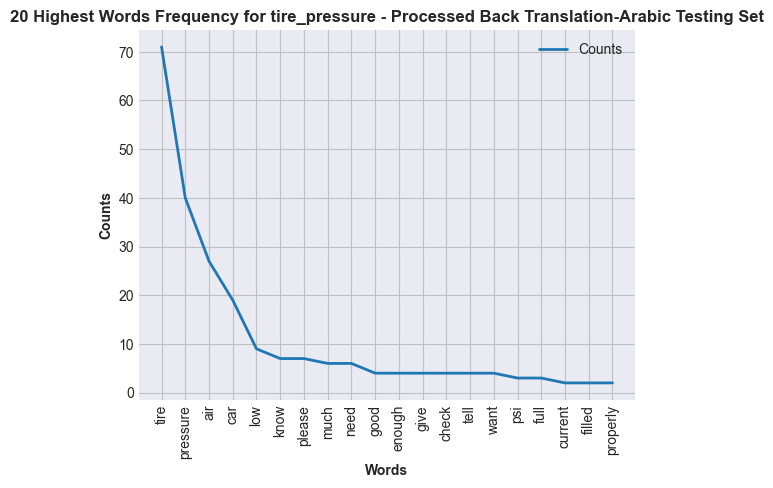 20 Highest Words Frequency for tire_pressure - Processed Back Translation-Arabic Testing Set
Counts
70
60
50
40
30
20
10
0
Counts
tire
pressure
air
car
low
know
please
much
need
good
enough
give
check
tell
want
psi
full
current
filled
properly
Words